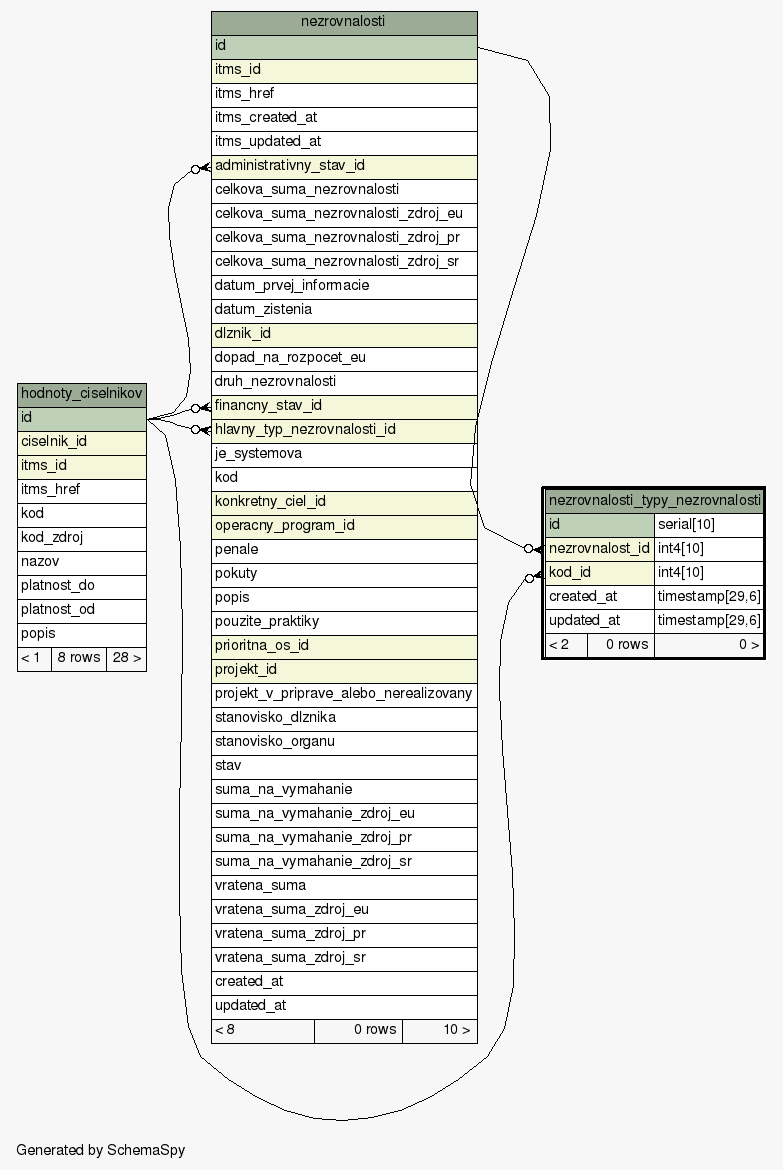 nezrovnalosti
id
itms_id
itms_href
itms_created_at
itms_updated_at
administrativny_stav_id
celkova_suma_nezrovnalosti
celkova_suma_nezrovnalosti_zdroj_eu
celkova_suma_nezrovnalosti_zdroj_pr
celkova_suma_nezrovnalosti_zdroj_sr
datum_prvej_informacie
datum_zistenia
dlznik_id
dopad_na_rozpocet_eu
druh_nezrovnalosti
financny_stav_id
hlavny_typ_nezrovnalosti_id
je_systemova
kod
konkretny_ciel_id
operacny_program_id
penale
pokuty
popis
pouzite_praktiky
prioritna_os_id
projekt_id
projekt_v_priprave_alebo_nerealizovany
stanovisko_dlznika
stanovisko_organu
stav
suma_na_vymahanie
suma_na_vymahanie_zdroj_eu
suma_na_vymahanie_zdroj_pr
suma_na_vymahanie_zdroj_sr
vratena_suma
vratena_suma_zdroj_eu
vratena_suma_zdroj_pr
vratena_suma_zdroj_sr
created_at
updated_at
< 8 0 rows 10 >
hodnoty_ciselnikov
id
ciselnik_id
itms_id
itms_href
kod
kod_zdroj
nazov
platnost_do
platnost_od
popis
< 1 8 rows 28 >
nezrovnalosti_typy_nezrovnalosti
id serial[10]
nezrovnalost_id int4[10]
kod_id int4[10]
created_at timestamp[29,6]
updated_at timestamp[29,6]
< 2 0 rows 0 >
Generated by SchemaSpy